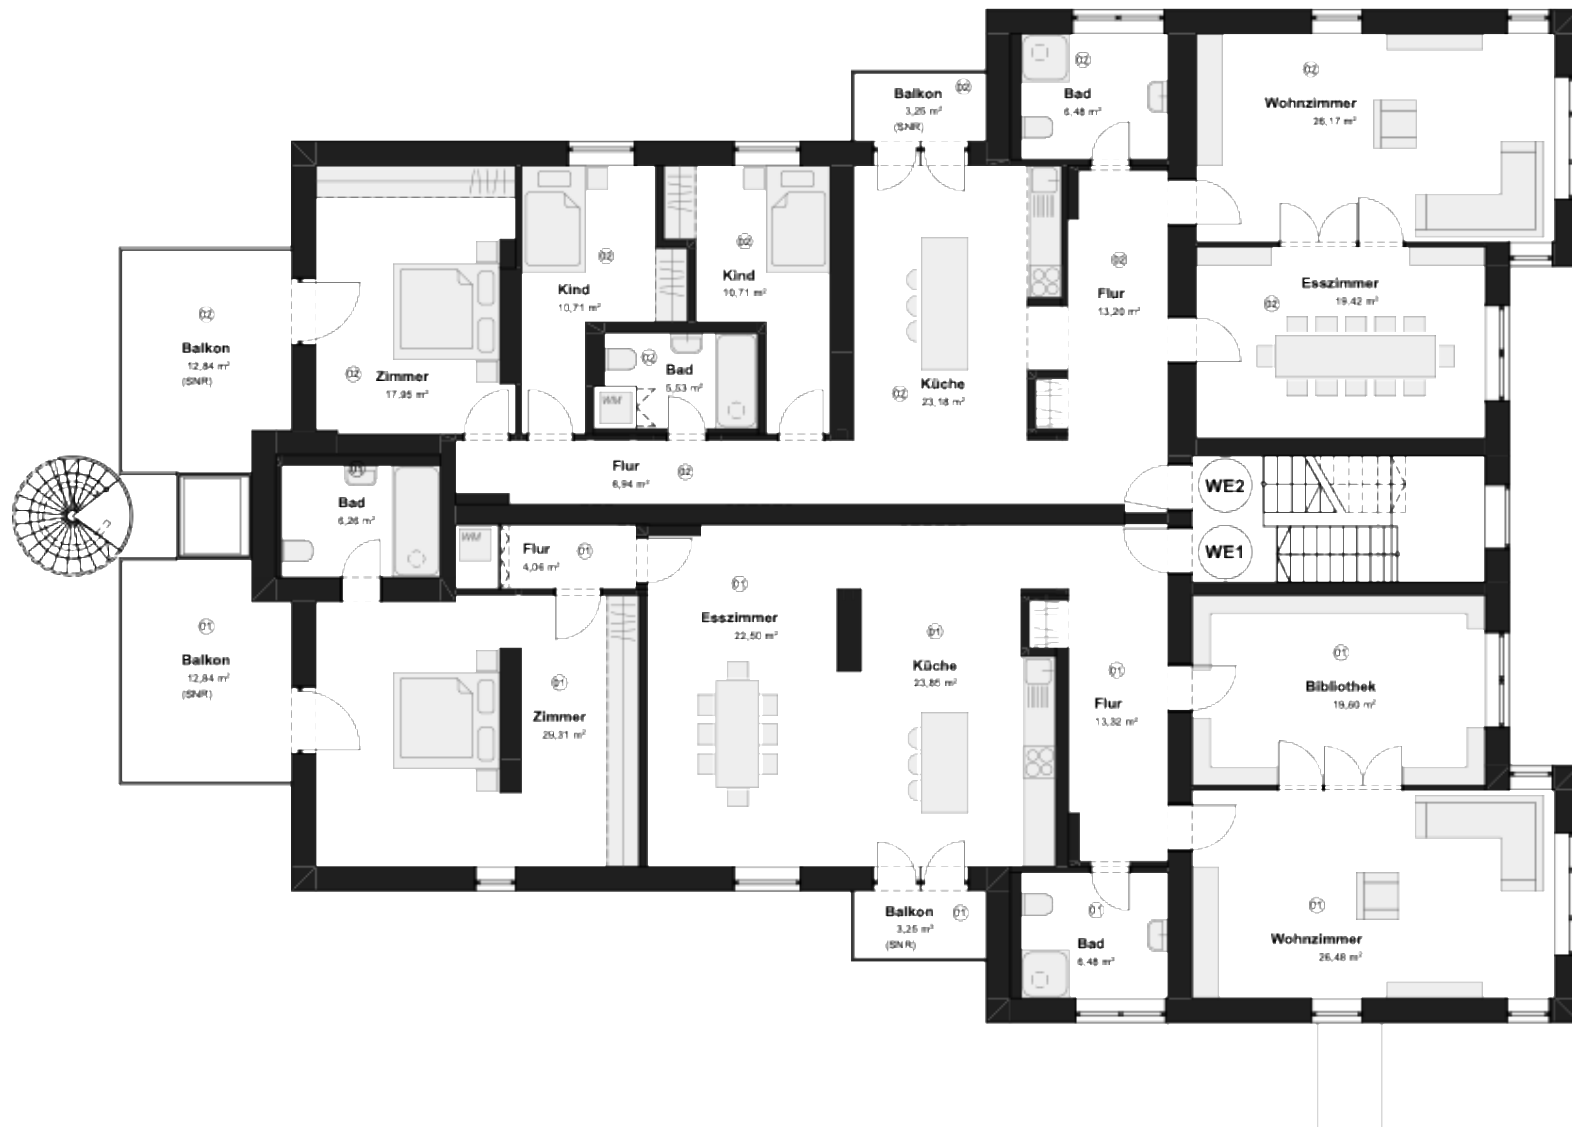 02
Balkon
3,25 m²
(SNR)
02
Bad
6,48 m²
02
Wohnzimmer
26,17 m²
02
Kind
10,71 m²
02
Kind
10,71 m²
02
Flur
13,20 m²
Esszimmer
02
19,42 m²
02
Balkon
12,84 m²
(SNR)
02
Zimmer
17,95 m²
02
Bad
5,53 m²
WM
Küche
02
23,18 m²
Flur
02
6,94 m²
WE2
01
Bad
6,26 m²
WM
Flur
01
4,06 m²
WE1
01
Balkon
12,84 m²
(SNR)
01
Esszimmer
22,50 m²
01
Küche
23,85 m²
01
Zimmer
29,31 m²
01
Flur
13,32 m²
01
Bibliothek
19,60 m²
Balkon
01
3,25 m²
(SNR)
01
Bad
6,48 m²
01
Wohnzimmer
26,48 m²